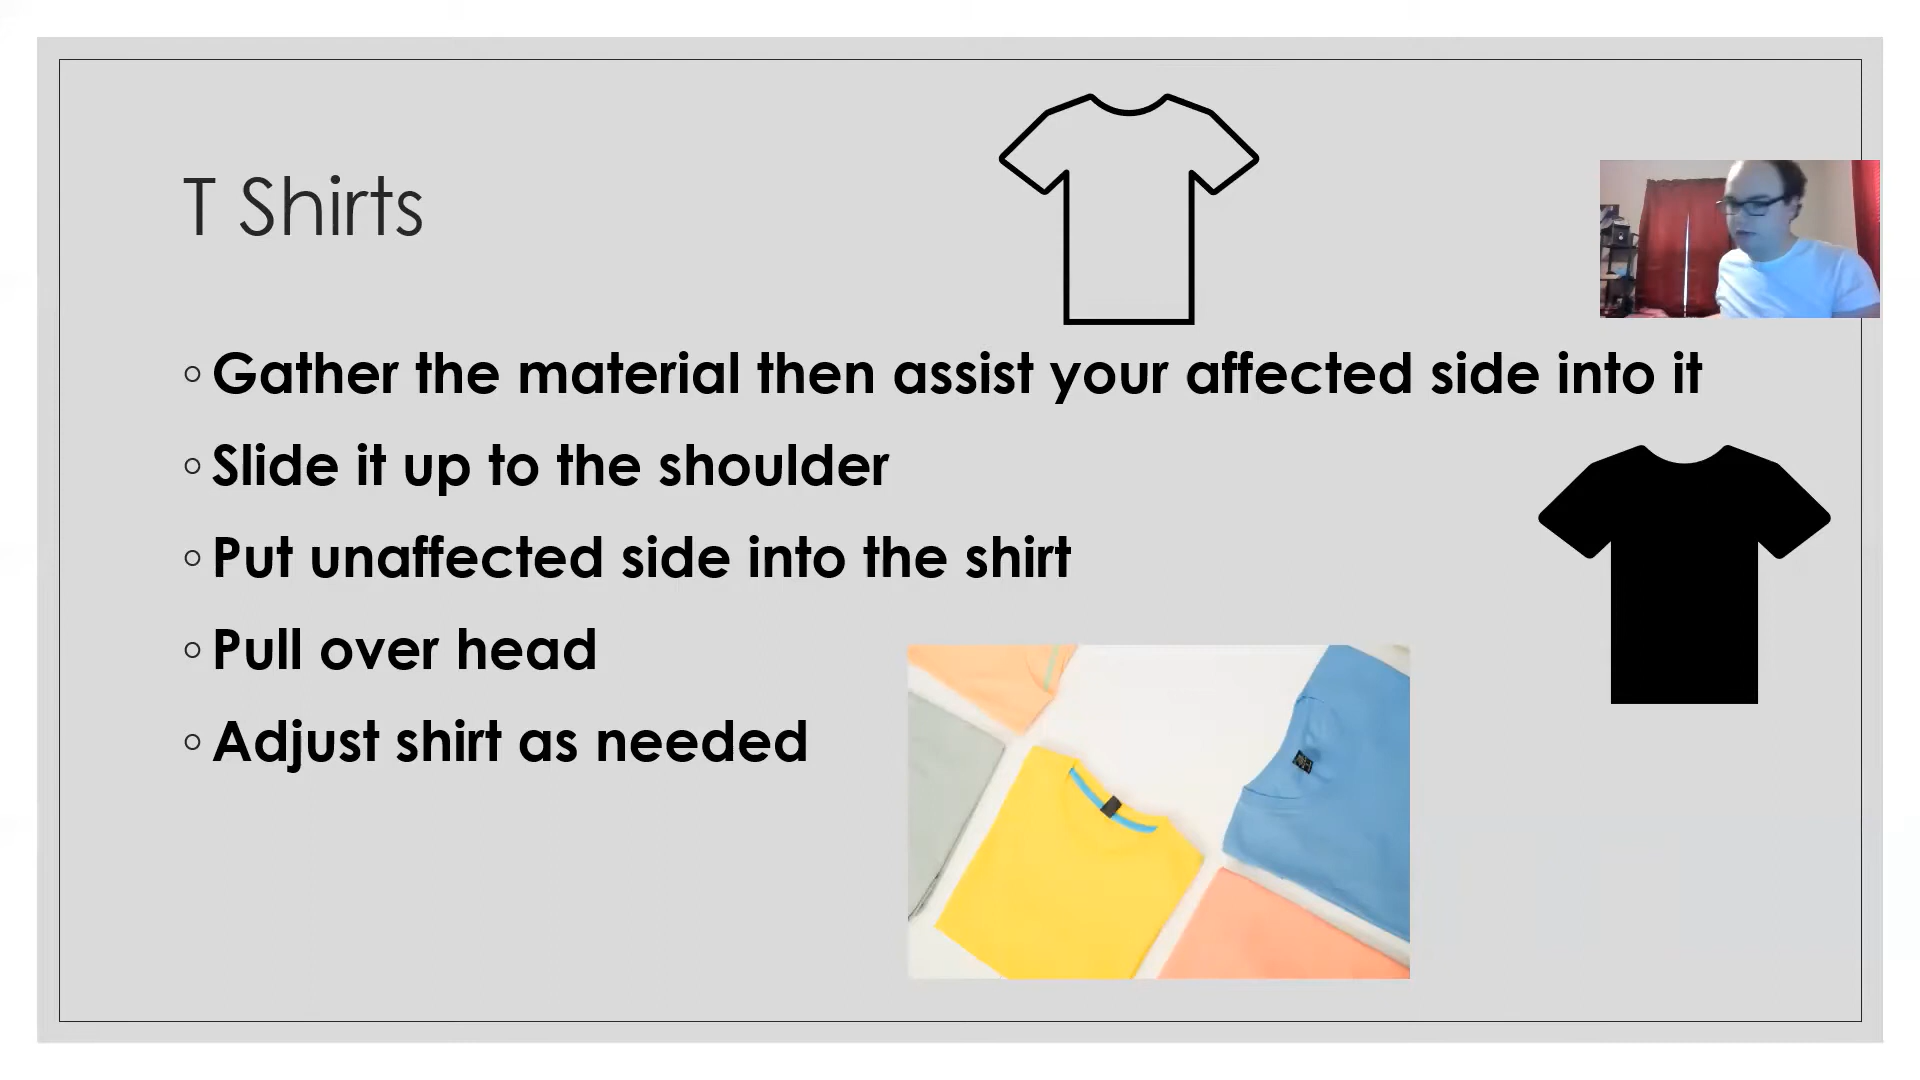 T Shirts
Gather the material then assist your affected side into it
Slide it up to the shoulder
Put unaffected side into the shirt
Pull over head
Adjust shirt as needed